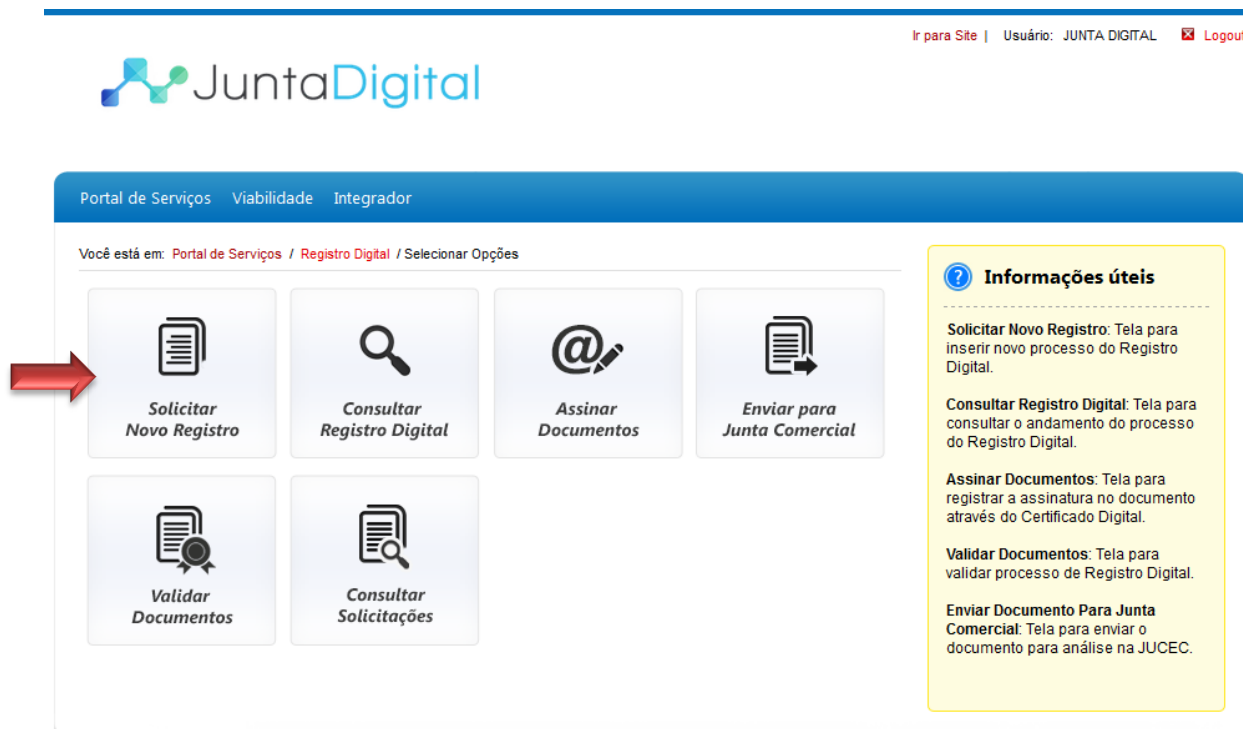 Ir para Site | Usuário: JUNTA DIGITAL Logout
JuntaDigital
Portal de Serviços Viabilidade Integrador
Você está em: Portal de Serviços / Registro Digital / Selecionar Opções
Solicitar
Novo Registro
Consultar
Registro Digital
Assinar
Documentos
Enviar para
Junta Comercial
Validar
Documentos
Consultar
Solicitações
Informações úteis
Solicitar Novo Registro: Tela para
inserir novo processo do Registro
Digital.
Consultar Registro Digital: Tela para
consultar o andamento do processo
do Registro Digital.
Assinar Documentos: Tela para
registrar a assinatura no documento
através do Certificado Digital.
Validar Documentos: Tela para
validar processo de Registro Digital.
Enviar Documento Para Junta
Comercial: Tela para enviar o
documento para análise na JUCEC.